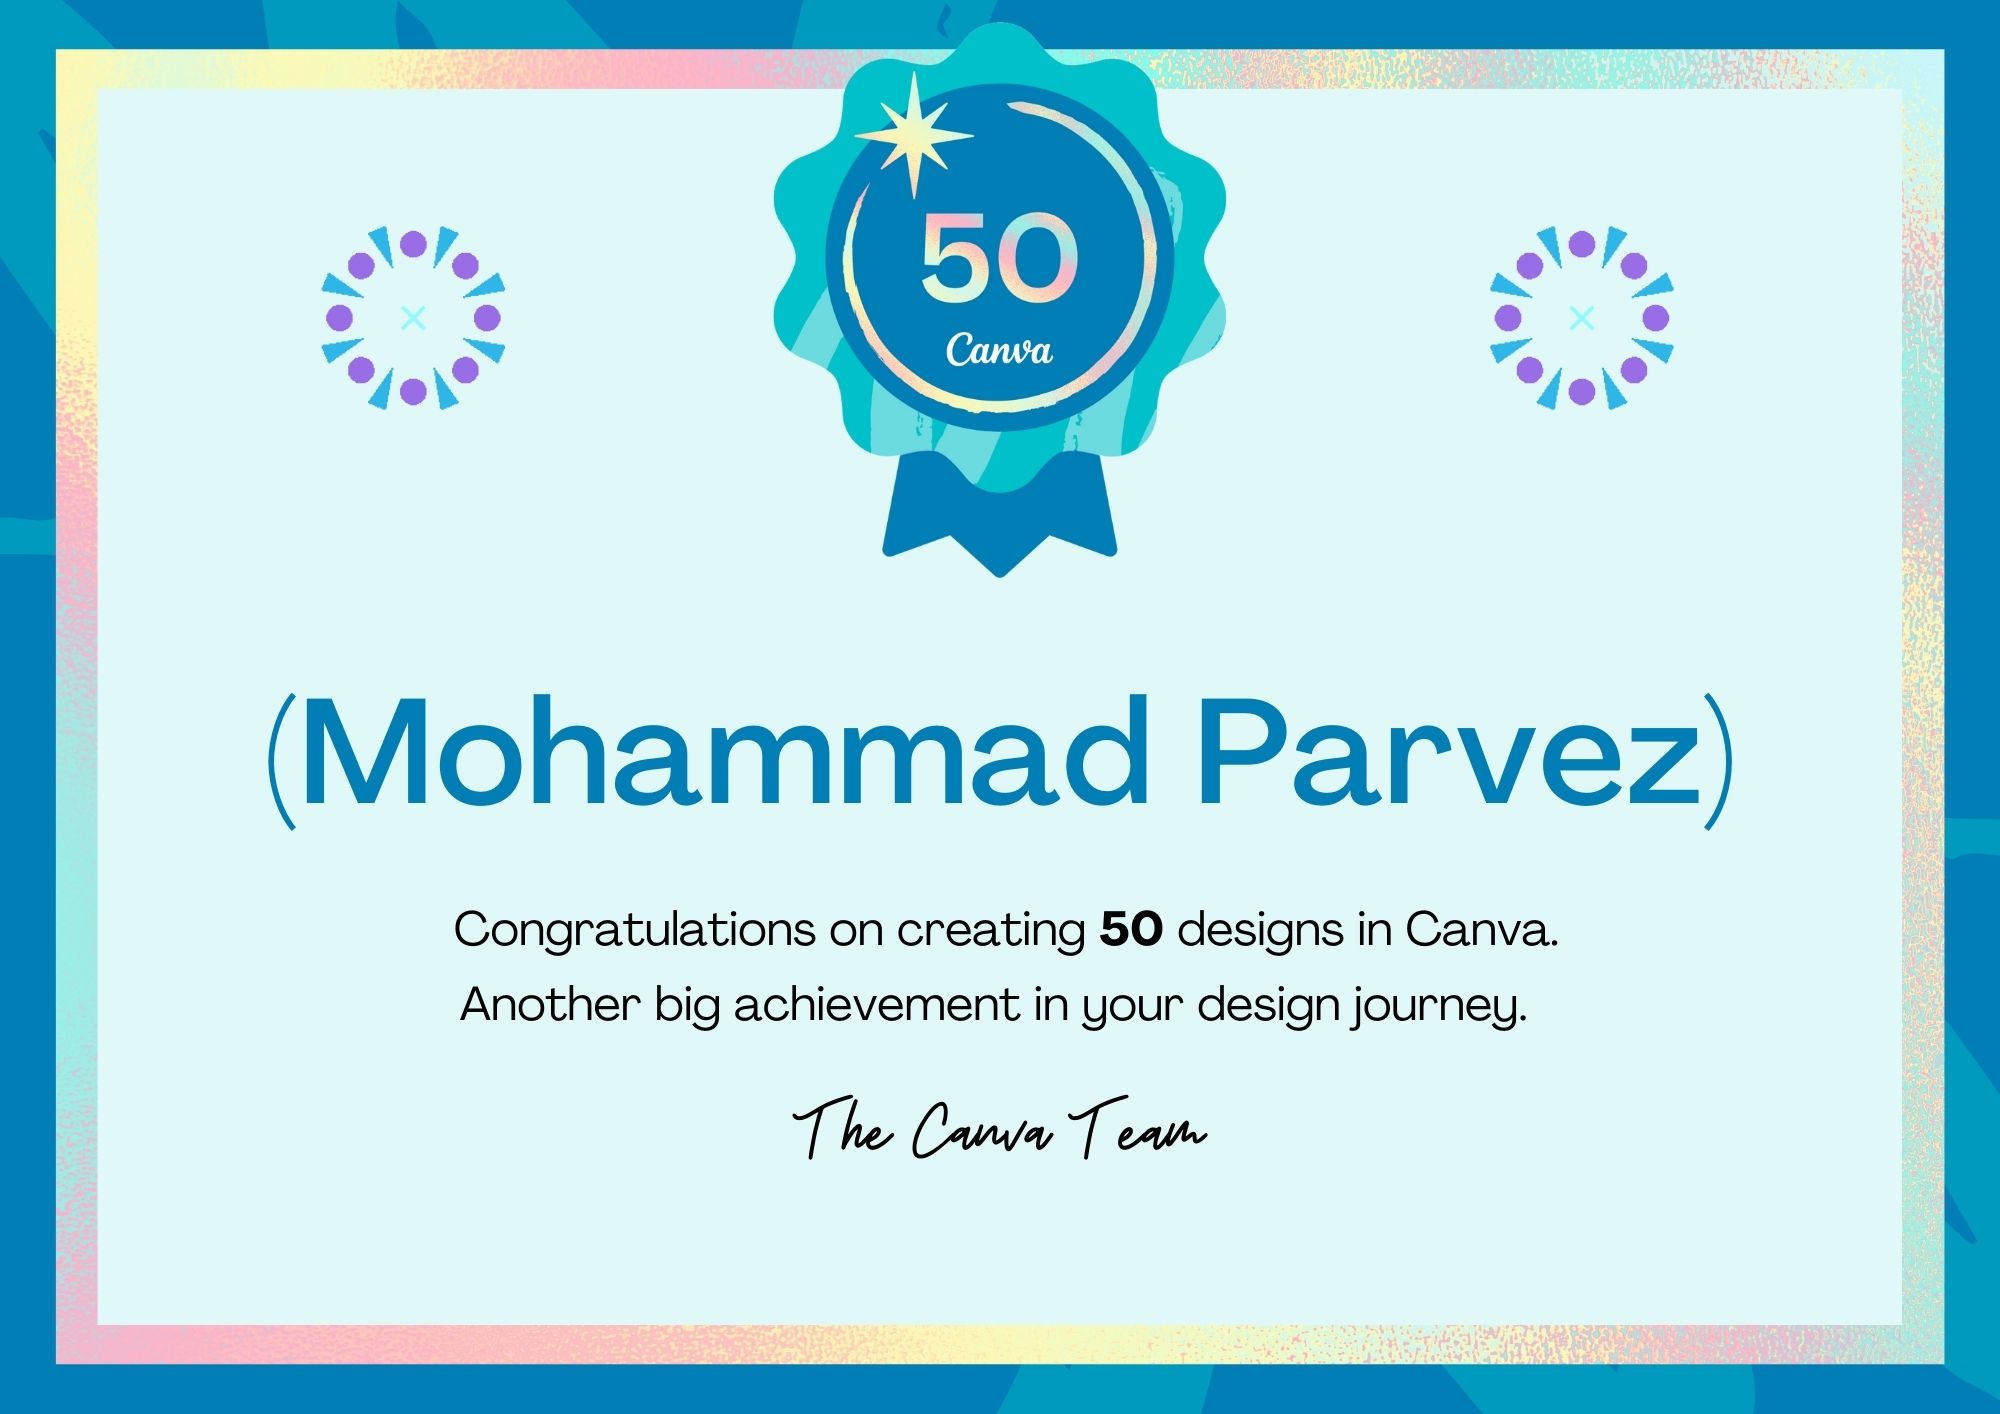 50
Canva
(Mohammad Parvez)
Congratulations on creating 50 designs in Canva.
Another big achievement in your design journey.
The Canva Team